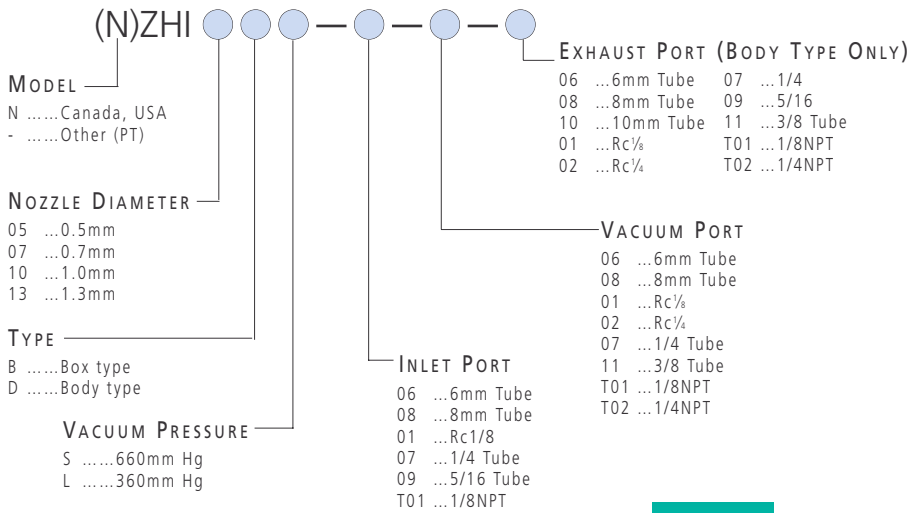 (N)ZHI — — —
MODEL
N ......Canada, USA
- ......Other (PT)
NOZZLE DIAMETER
05 ...0.5mm
07 ...0.7mm
10 ...1.0mm
13 ...1.3mm
TYPE
B ......Box type
D ......Body type
VACUUM PRESSURE
S ......660mm Hg
L ......360mm Hg
INLET PORT
06 ...6mm Tube
08 ...8mm Tube
01 ...Rc1/8
07 ...1/4 Tube
09 ...5/16 Tube
T01 ...1/8NPT
VACUUM PORT
06 ...6mm Tube
08 ...8mm Tube
01 ...Rc⅛
02 ...Rc¼
07 ...1/4 Tube
11 ...3/8 Tube
T01 ...1/8NPT
T02 ...1/4NPT
EXHAUST PORT (BODY TYPE ONLY)
06 ...6mm Tube 07 ...1/4
08 ...8mm Tube 09 ...5/16
10 ...10mm Tube 11 ...3/8 Tube
01 ...Rc⅛ T01 ...1/8NPT
02 ...Rc¼ T02 ...1/4NPT